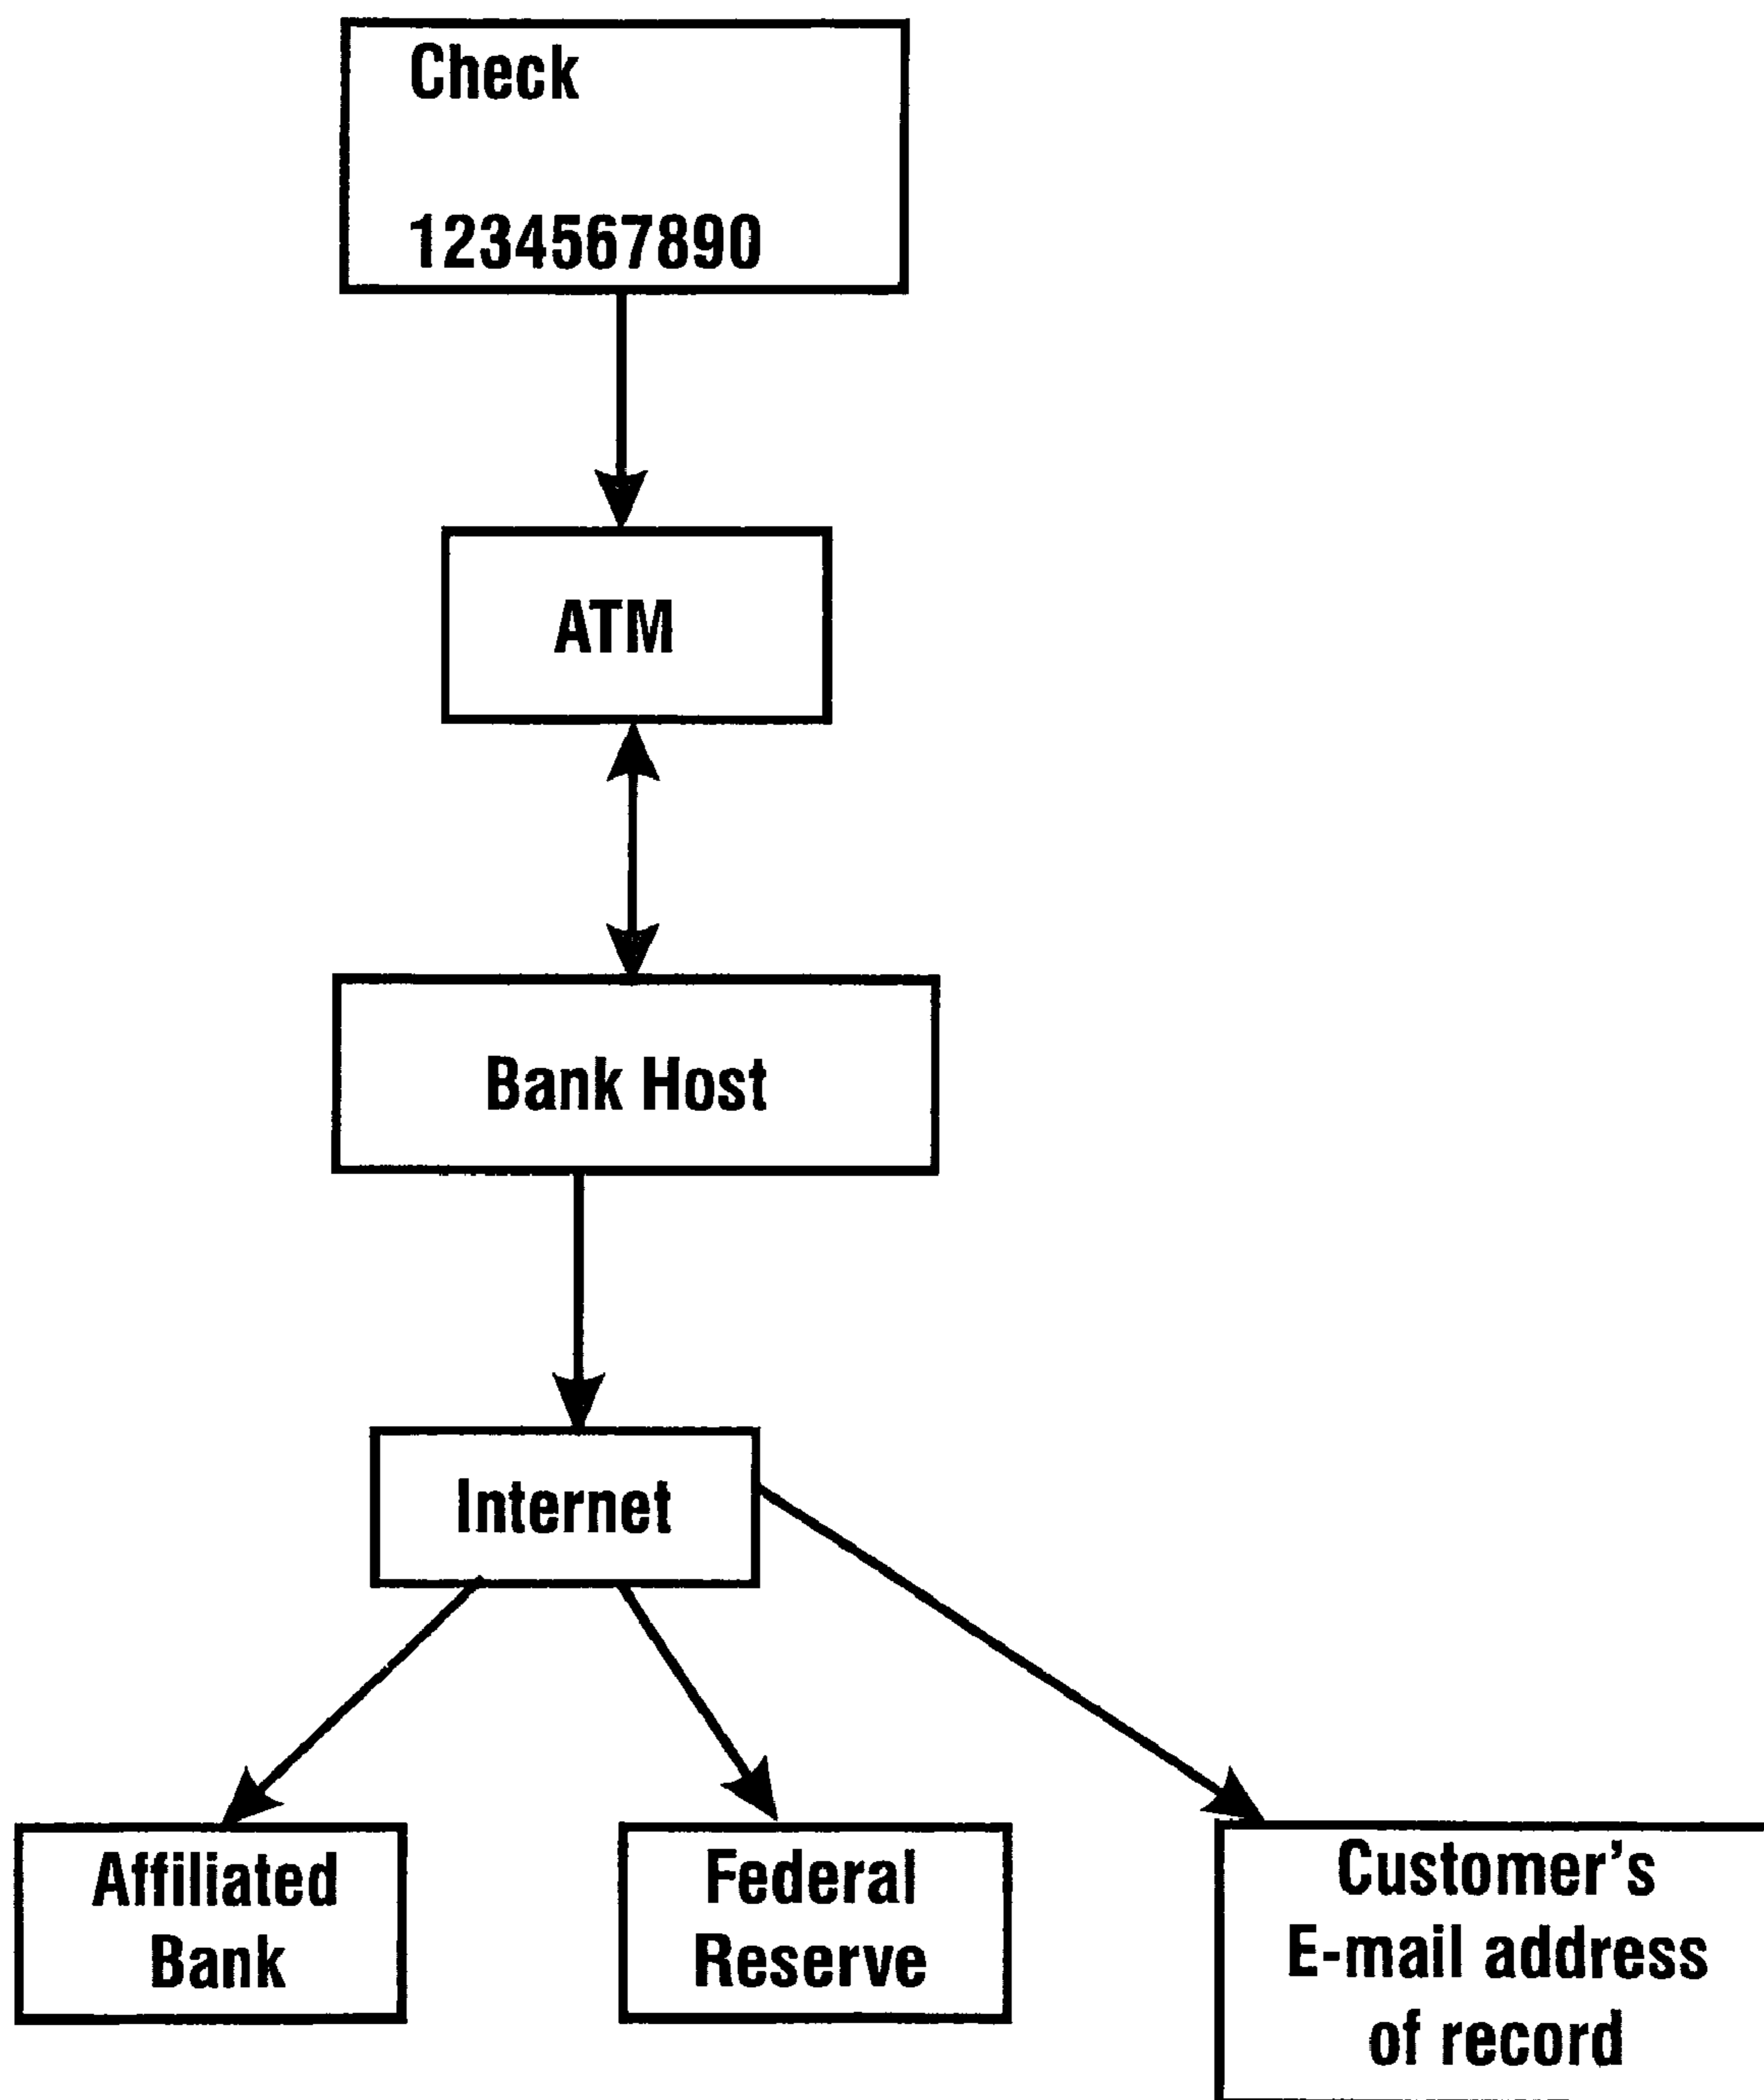 Check
1234567890
ATM
Bank Host
Internet
Affiliated
Bank
Federal
Reserve
Customer's
E-mail address
of record